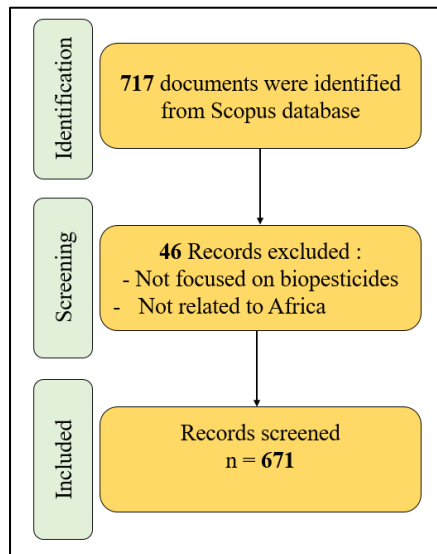 Identification
717 documents were identified
from Scopus database
Screening
46 Records excluded :
- Not focused on biopesticides
- Not related to Africa
Included
Records screened
n = 671